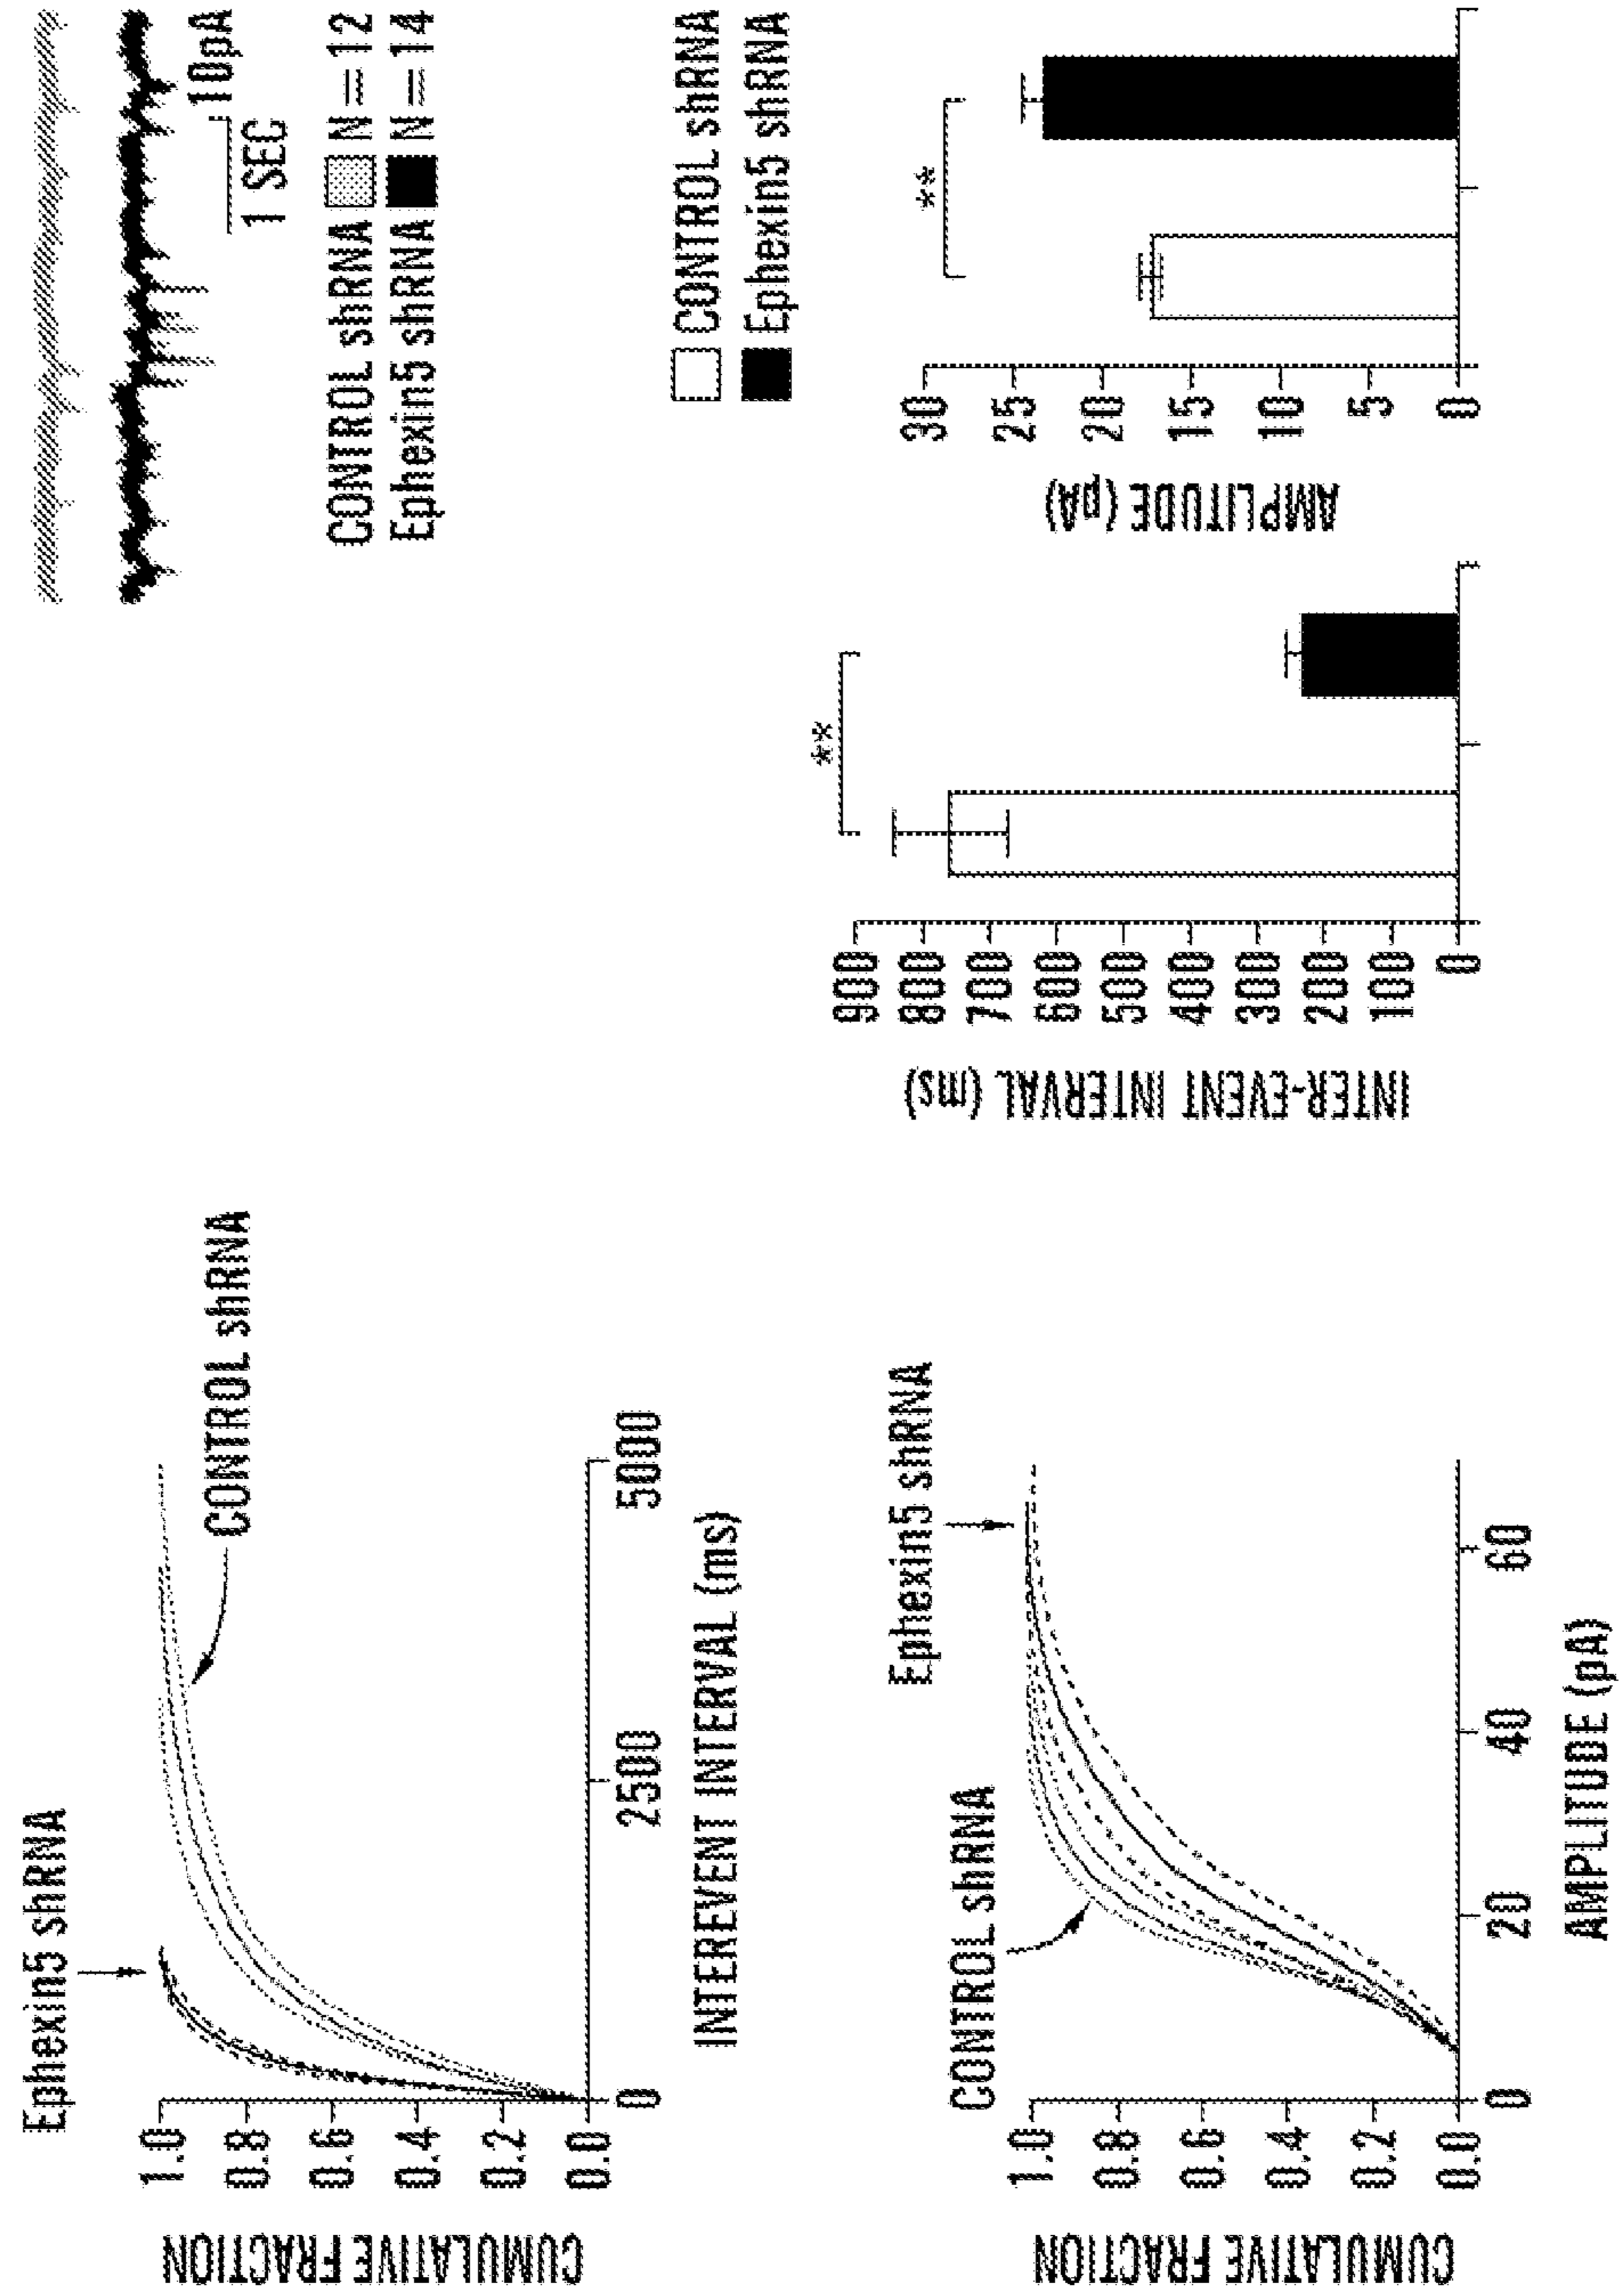 Ephexin5 shRNA
CONTROL shRNA
CUMULATIVE FRACTION
1.0
0.8
0.6
0.4
0.2
0.0
0
2500
5000
INTEREVENT INTERVAL (ms)
10pA
1 SEC
CONTROL shRNA N=12
Ephexin5 shRNA N=14
CONTROL shRNA
Ephexin5 shRNA
CUMULATIVE FRACTION
1.0
0.8
0.6
0.4
0.2
0.0
0
20
40
60
AMPLITUDE (pA)
CONTROL shRNA
Ephexin5 shRNA
INTER-EVENT INTERVAL (ms)
900
800
700
600
500
400
300
200
100
0
**
AMPLITUDE (pA)
30
25
20
15
10
5
0
**